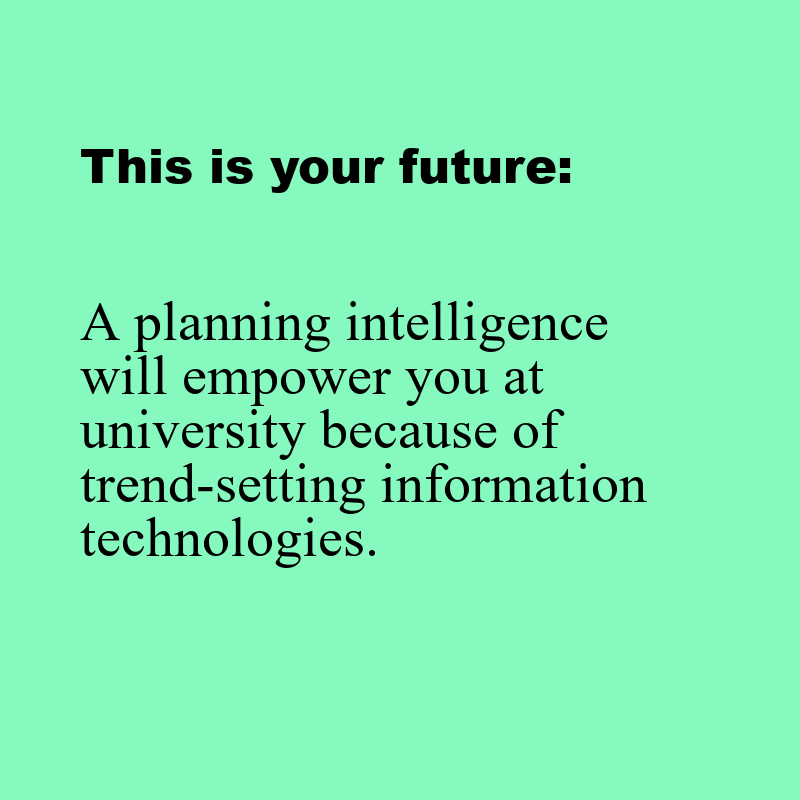 This is your future:
A planning intelligence
will empower you at
university because of
trend-setting information
technologies.